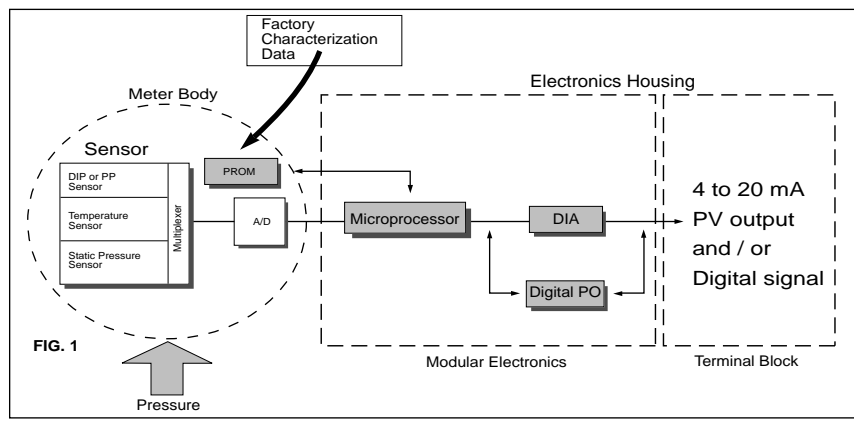 Factory
Characterization
Data
Electronics Housing
Meter Body
Sensor
DIP or PP
Sensor
Temperature
Sensor
Static Pressure
Sensor
Multiplexer
PROM
A/D
Microprocessor
DIA
Digital PO
4 to 20 mA
PV output
and / or
Digital signal
FIG. 1
Modular Electronics
Terminal Block
Pressure